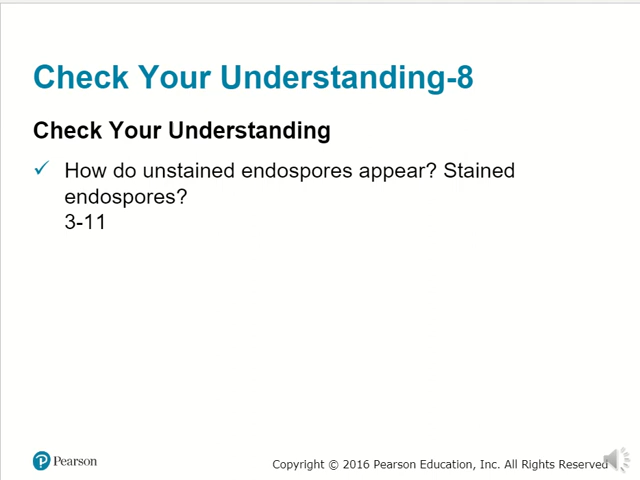 Check Your Understanding-8
Check Your Understanding
How do unstained endospores appear? Stained
endospores?
3-11
Pearson
Copyright © 2016 Pearson Education, Inc. All Rights Reserved